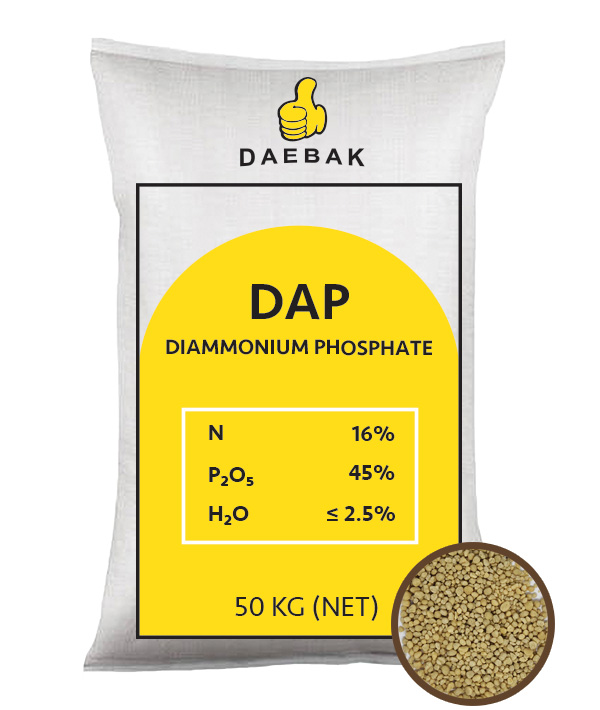 DAEBAK
DAP
DIAMMONIUM PHOSPHATE
N 16%
P₂O₅ 45%
H₂O ≤ 2.5%
50 KG (NET)